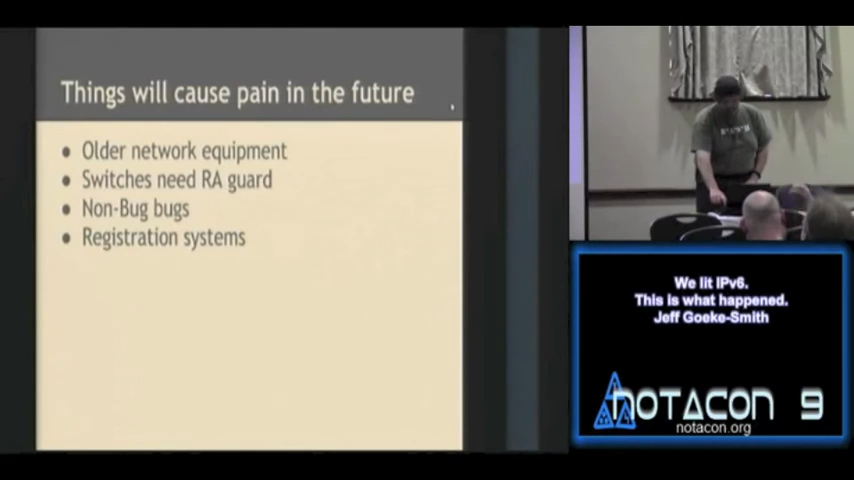 Things will cause pain in the future
● Older network equipment
● Switches need RA guard
● Non-Bug bugs
● Registration systems
We lit IPv6.
This is what happened.
Jeff Goeke-Smith
NOTACON 9
notacon.org